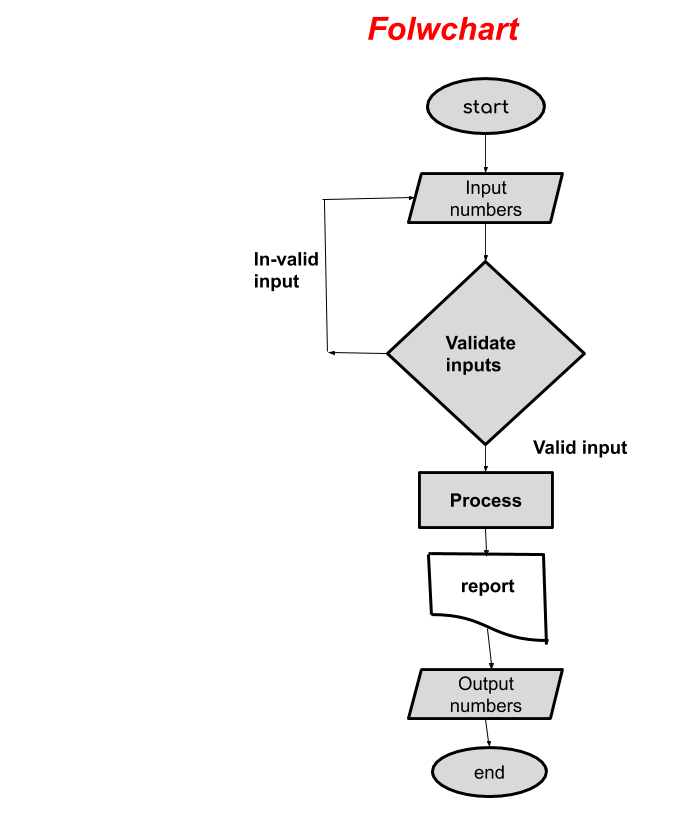 Folwchart
start
Input
numbers
In-valid
input
Validate
inputs
Valid input
Process
report
Output
numbers
end